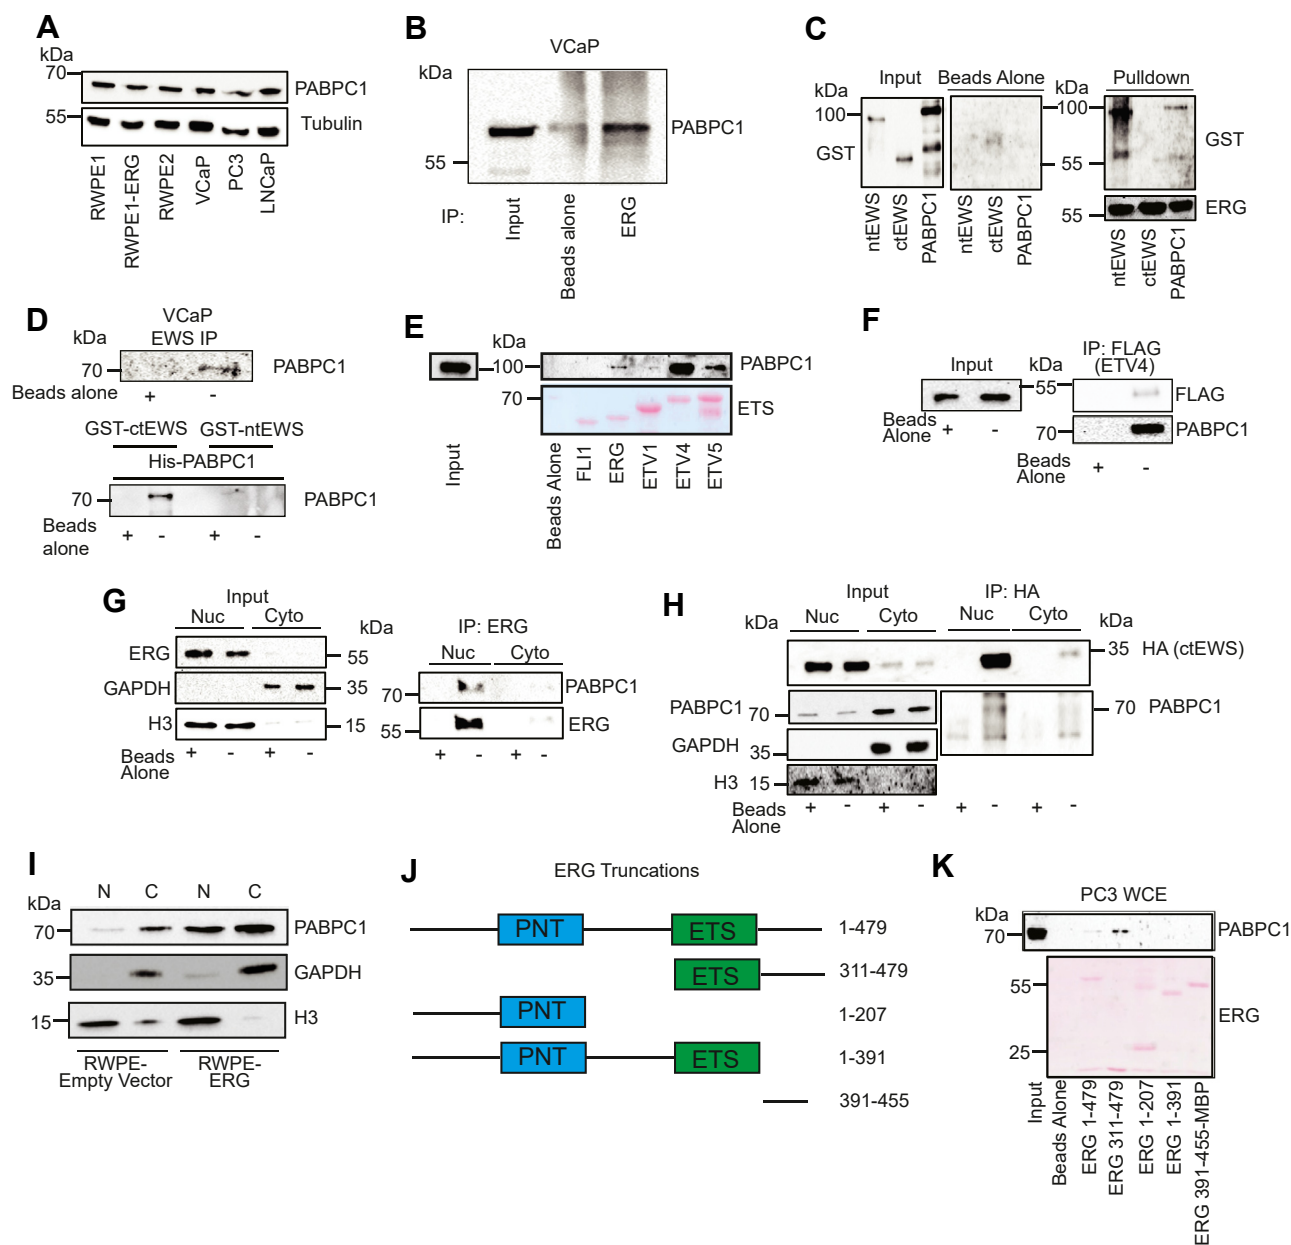 A
kDa
70
PABPC1
55
Tubulin
RWPE1
RWPE1-ERG
RWPE2
VCaP
PC3
LNCaP
B
VCaP
kDa
PABPC1
55
IP:
Input
Beads alone
ERG
C
Input
Beads Alone
kDa
Pulldown
kDa
100
100
GST
GST
55
55
ERG
ntEWS
ctEWS
PABPC1
ntEWS
ctEWS
PABPC1
ntEWS
ctEWS
PABPC1
D
VCaP
EWS IP
kDa
70
PABPC1
Beads alone
+
-
GST-ctEWS
GST-ntEWS
His-PABPC1
70
PABPC1
Beads
alone
+
-
+
-
E
kDa
100
PABPC1
70
ETS
Input
Beads Alone
FLI1
ERG
ETV1
ETV4
ETV5
F
Input
kDa
IP: FLAG
(ETV4)
55
FLAG
70
PABPC1
Beads
Alone
+
-
Beads
Alone
+
-
G
Input
Nuc
Cyto
kDa
ERG
55
GAPDH
35
H3
15
Beads
Alone
+
-
+
-
IP: ERG
Nuc
Cyto
70
PABPC1
55
ERG
+
-
+
-
H
Input
IP: HA
kDa
Nuc
Cyto
Nuc
Cyto
kDa
35
HA (ctEWS)
PABPC1
70
70
PABPC1
GAPDH
35
H3
15
Beads
Alone
+
-
+
-
+
-
+
-
I
N
C
N
C
kDa
70
PABPC1
35
GAPDH
15
H3
RWPE-
Empty Vector
RWPE-
ERG
J
ERG Truncations
PNT
ETS
1-479
ETS
311-479
PNT
1-207
PNT
ETS
1-391
391-455
K
PC3 WCE
kDa
70
PABPC1
55
ERG
25
Input
Beads Alone
ERG 1-479
ERG 311-479
ERG 1-207
ERG 1-391
ERG 391-455-MBP